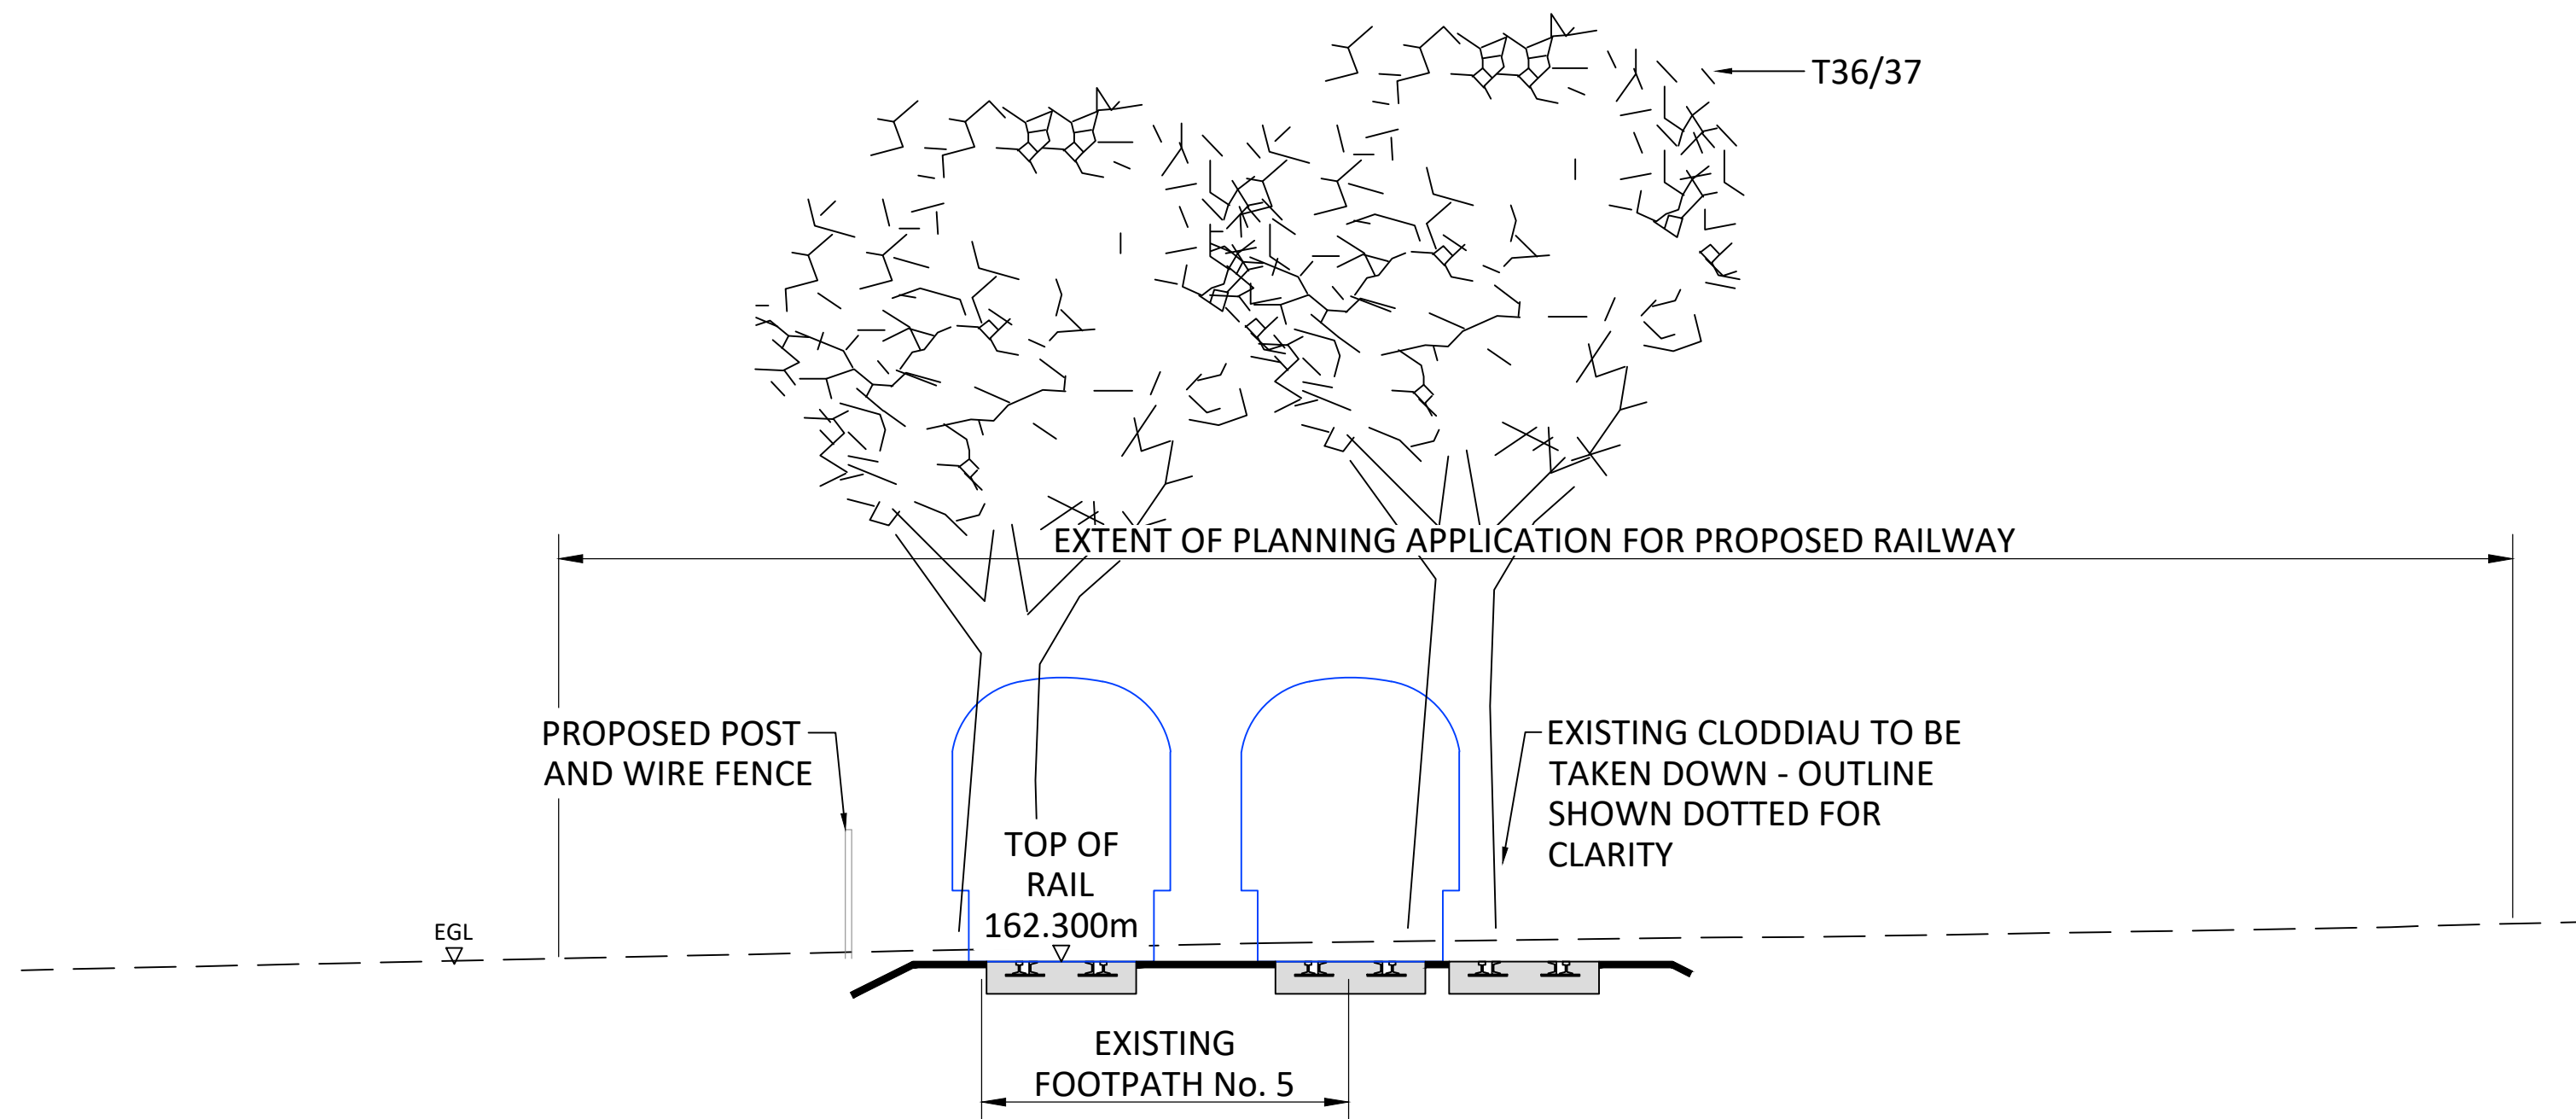 T36/37
EXTENT OF PLANNING APPLICATION FOR PROPOSED RAILWAY
PROPOSED POST
AND WIRE FENCE
EXISTING CLODDIAU TO BE
TAKEN DOWN - OUTLINE
SHOWN DOTTED FOR
CLARITY
TOP OF
RAIL
162.300m
EGL
EXISTING
FOOTPATH No. 5